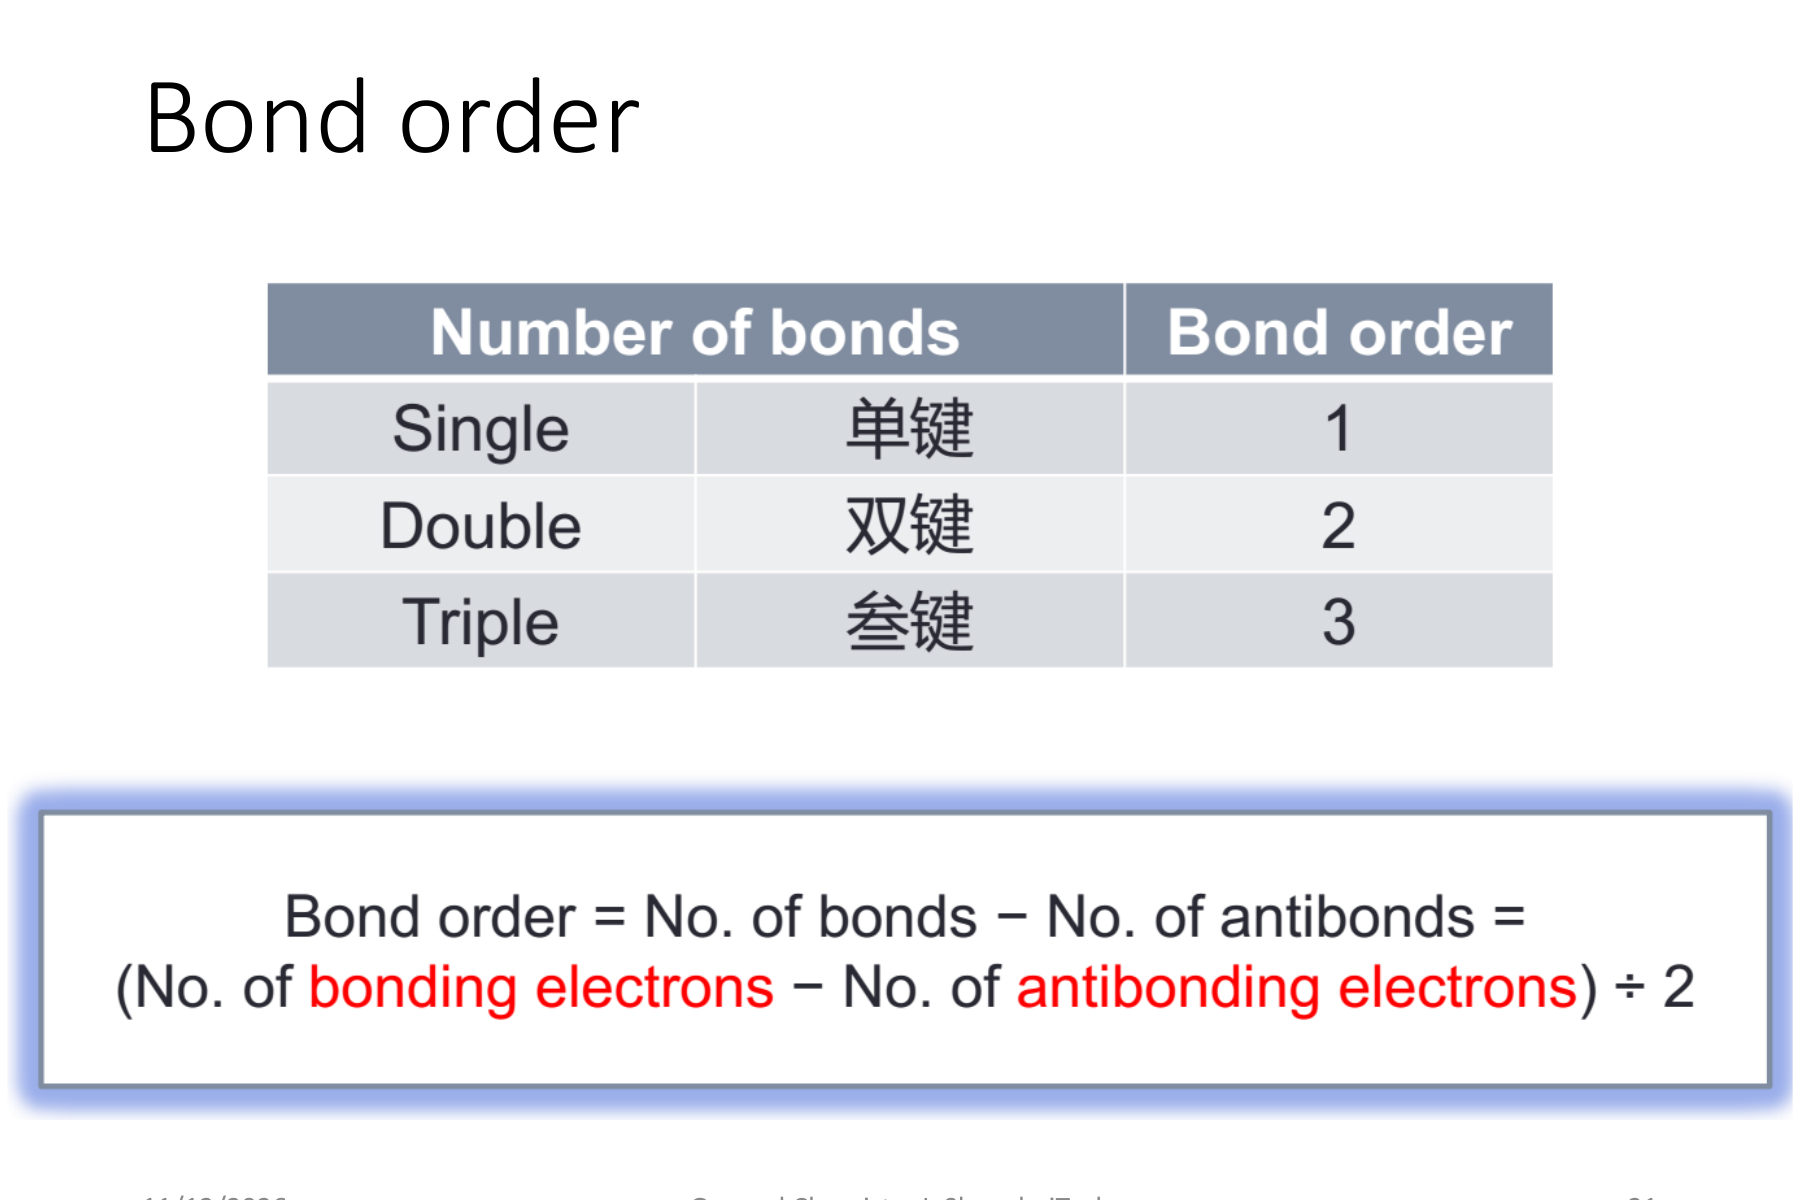 Bond order
Number of bonds Bond order
Single 单键 1
Double 双键 2
Triple 叁键 3
Bond order = No. of bonds − No. of antibonds =
(No. of bonding electrons − No. of antibonding electrons) ÷ 2